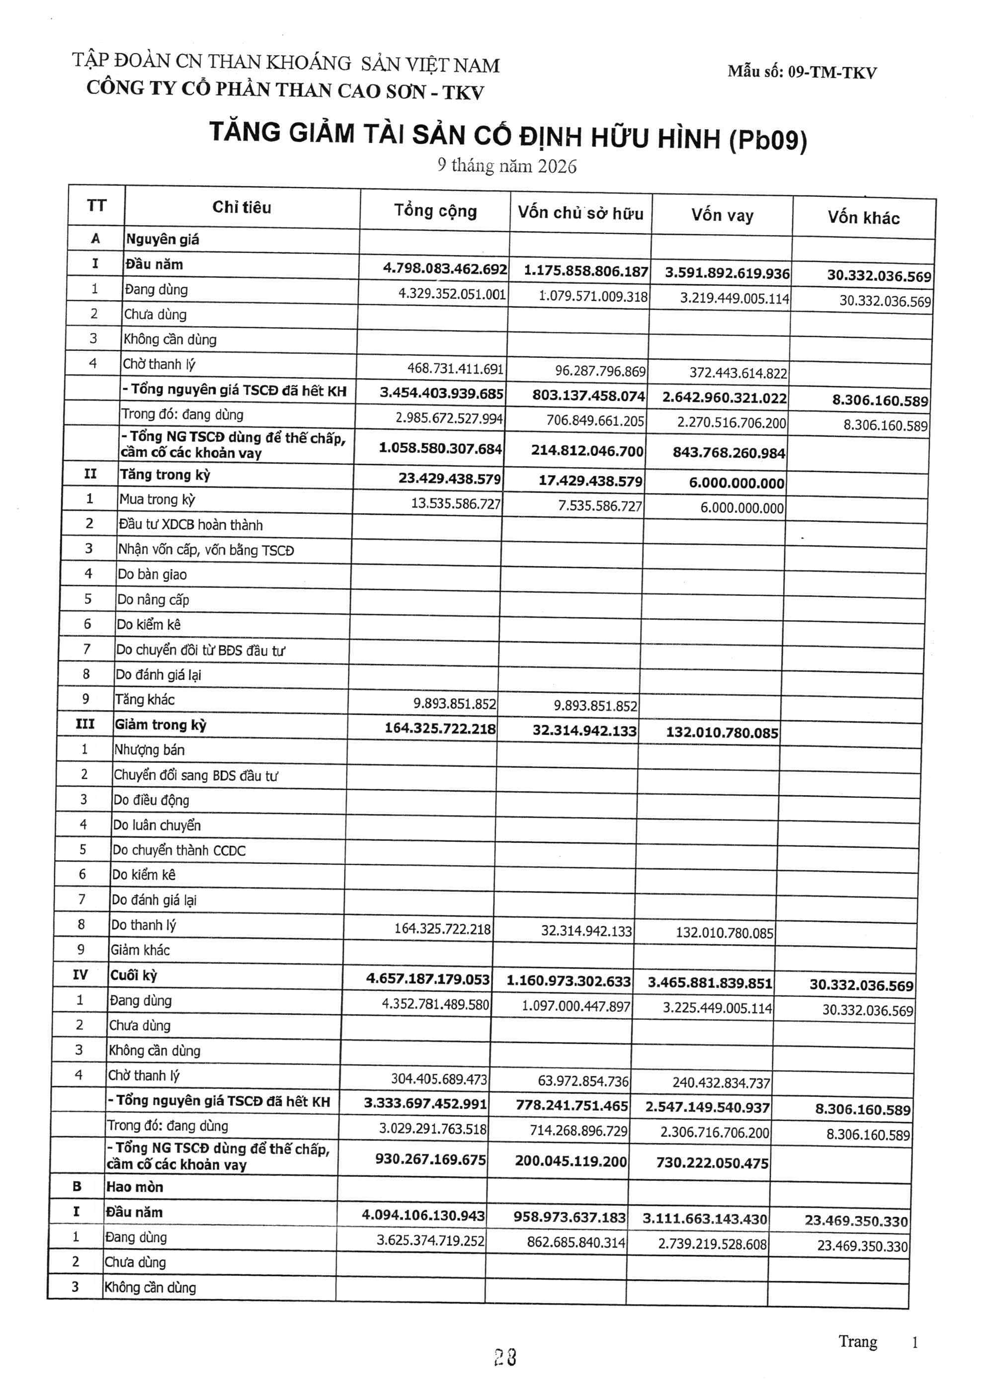 TẬP ĐOÀN CN THAN KHOÁNG SẢN VIỆT NAM
Mẫu số: 09-TM-TKV
CÔNG TY CỔ PHẦN THAN CAO SƠN - TKV
TĂNG GIẢM TÀI SẢN CỐ ĐỊNH HỮU HÌNH (Pb09)
9 tháng năm 2026
TT Chỉ tiêu Tổng cộng Vốn chủ sở hữu Vốn vay Vốn khác
A Nguyên giá
I Đầu năm 4.798.083.462.692 1.175.858.806.187 3.591.892.619.936 30.332.036.569
1 Đang dùng 4.329.352.051.001 1.079.571.009.318 3.219.449.005.114 30.332.036.569
2 Chưa dùng
3 Không cần dùng
4 Chờ thanh lý 468.731.411.691 96.287.796.869 372.443.614.822
- Tổng nguyên giá TSCĐ đã hết KH 3.454.403.939.685 803.137.458.074 2.642.960.321.022 8.306.160.589
Trong đó: đang dùng 2.985.672.527.994 706.849.661.205 2.270.516.706.200 8.306.160.589
- Tổng NG TSCĐ dùng để thế chấp,
cầm cố các khoản vay 1.058.580.307.684 214.812.046.700 843.768.260.984
II Tăng trong kỳ 23.429.438.579 17.429.438.579 6.000.000.000
1 Mua trong kỳ 13.535.586.727 7.535.586.727 6.000.000.000
2 Đầu tư XDCB hoàn thành
3 Nhận vốn cấp, vốn bằng TSCĐ
4 Do bàn giao
5 Do nâng cấp
6 Do kiểm kê
7 Do chuyển đổi từ BĐS đầu tư
8 Do đánh giá lại
9 Tăng khác 9.893.851.852 9.893.851.852
III Giảm trong kỳ 164.325.722.218 32.314.942.133 132.010.780.085
1 Nhượng bán
2 Chuyển đổi sang BDS đầu tư
3 Do điều động
4 Do luân chuyển
5 Do chuyển thành CCDC
6 Do kiểm kê
7 Do đánh giá lại
8 Do thanh lý 164.325.722.218 32.314.942.133 132.010.780.085
9 Giảm khác
IV Cuối kỳ 4.657.187.179.053 1.160.973.302.633 3.465.881.839.851 30.332.036.569
1 Đang dùng 4.352.781.489.580 1.097.000.447.897 3.225.449.005.114 30.332.036.569
2 Chưa dùng
3 Không cần dùng
4 Chờ thanh lý 304.405.689.473 63.972.854.736 240.432.834.737
- Tổng nguyên giá TSCĐ đã hết KH 3.333.697.452.991 778.241.751.465 2.547.149.540.937 8.306.160.589
Trong đó: đang dùng 3.029.291.763.518 714.268.896.729 2.306.716.706.200 8.306.160.589
- Tổng NG TSCĐ dùng để thế chấp,
cầm cố các khoản vay 930.267.169.675 200.045.119.200 730.222.050.475
B Hao mòn
I Đầu năm 4.094.106.130.943 958.973.637.183 3.111.663.143.430 23.469.350.330
1 Đang dùng 3.625.374.719.252 862.685.840.314 2.739.219.528.608 23.469.350.330
2 Chưa dùng
3 Không cần dùng
Trang 1
28